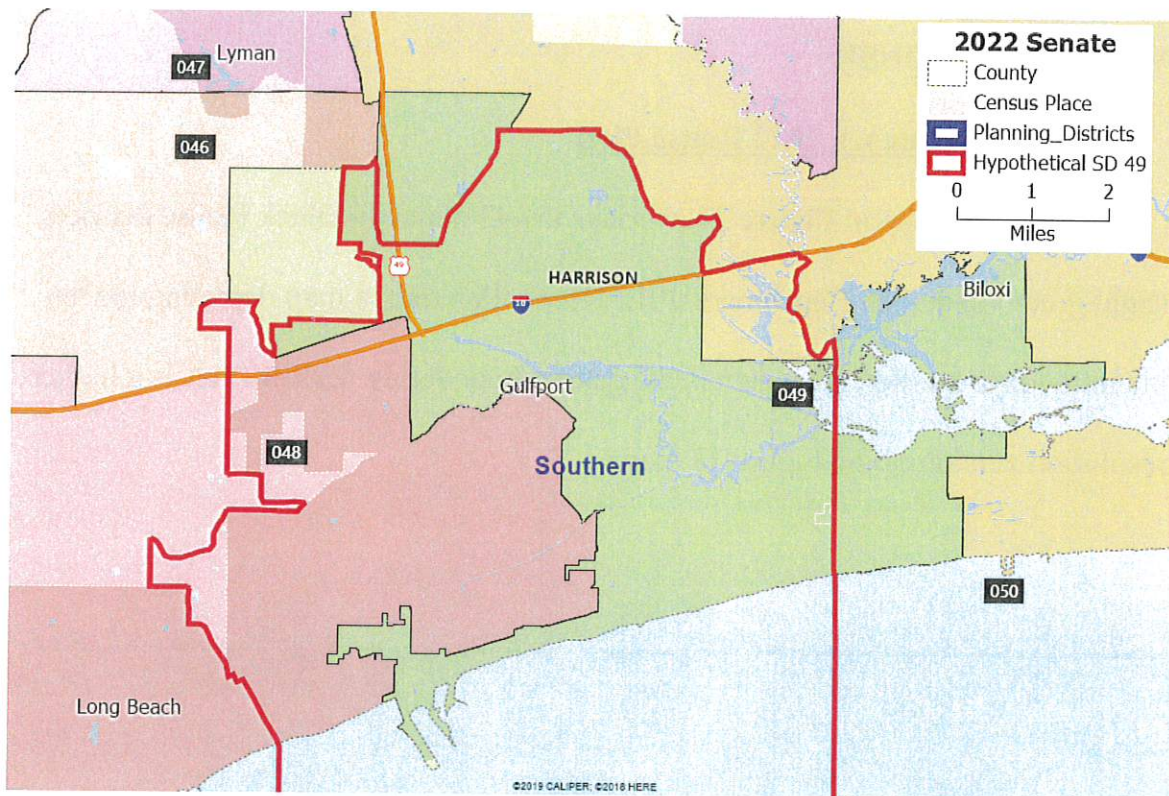 047
Lyman
046
2022 Senate
County
Census Place
Planning_Districts
Hypothetical SD 49
0 1 2
Miles
49
HARRISON
10
Biloxi
Gulfport
049
048
Southern
050
Long Beach
©2019 CALIPER; ©2018 HERE